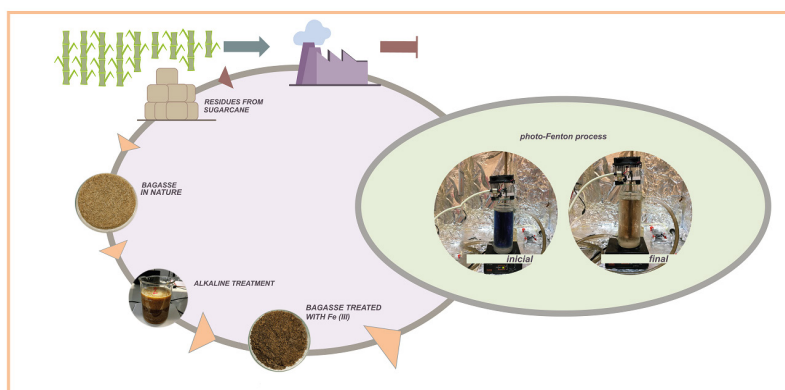 RESIDUES FROM
SUGARCANE
photo-Fenton process
BAGASSE
IN NATURE
inicial
final
ALKALINE TREATMENT
BAGASSE TREATED
WITH Fe (III)